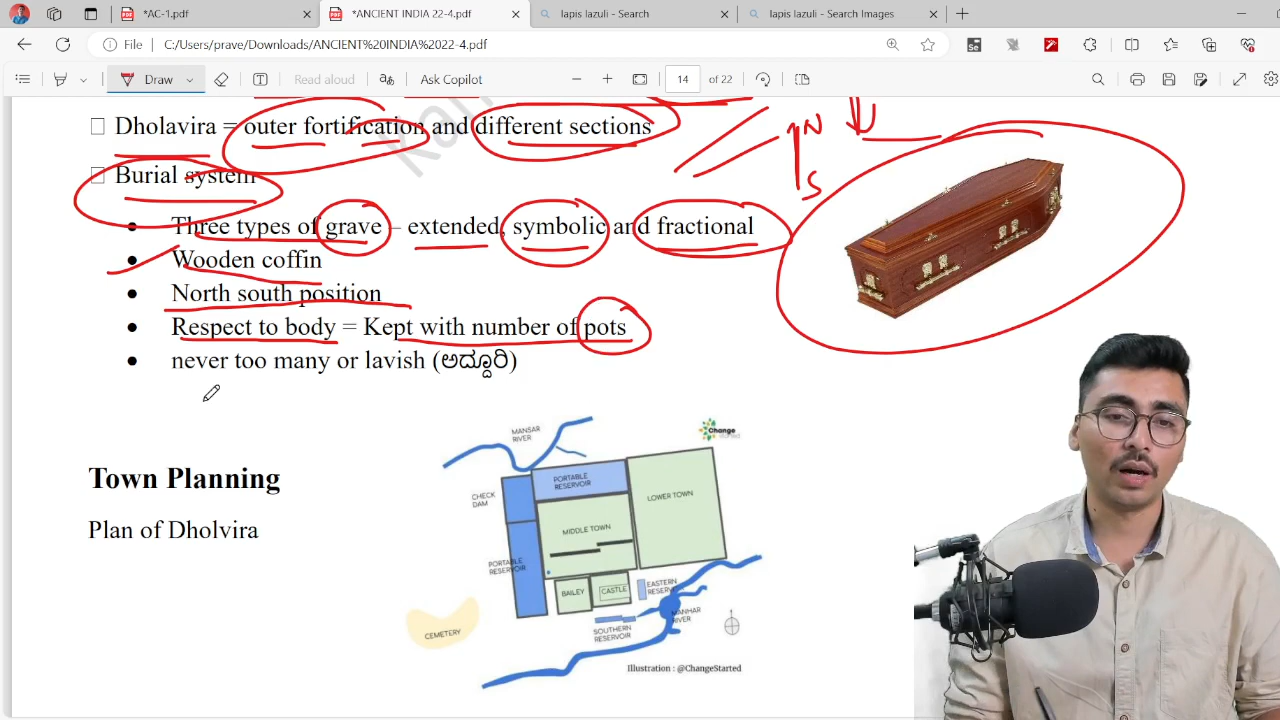 *AC-1.pdf
*ANCIENT INDIA 22-4.pdf
lapis lazuli - Search
lapis lazuli - Search Images
File
C:/Users/prave/Downloads/ANCIENT%20INDIA%2022-4.pdf
Se
Draw
Read aloud
Ask Copilot
14 of 22
Dholavira = outer fortification and different sections
N
S
Burial system
Three types of grave – extended, symbolic and fractional
Wooden coffin
North south position
Respect to body = Kept with number of pots
never too many or lavish (ಅದ್ದೂರಿ)
Town Planning
Plan of Dholvira
MANSAR
RIVER
Change
started
CHECK
DAM
PORTABLE
RESERVOIR
LOWER TOWN
MIDDLE TOWN
PORTABLE
RESERVOIR
BAILEY
CASTLE
EASTERN
MANHAR
RIVER
SOUTHERN
RESERVOIR
CEMETERY
Illustration : @ChangeStarted